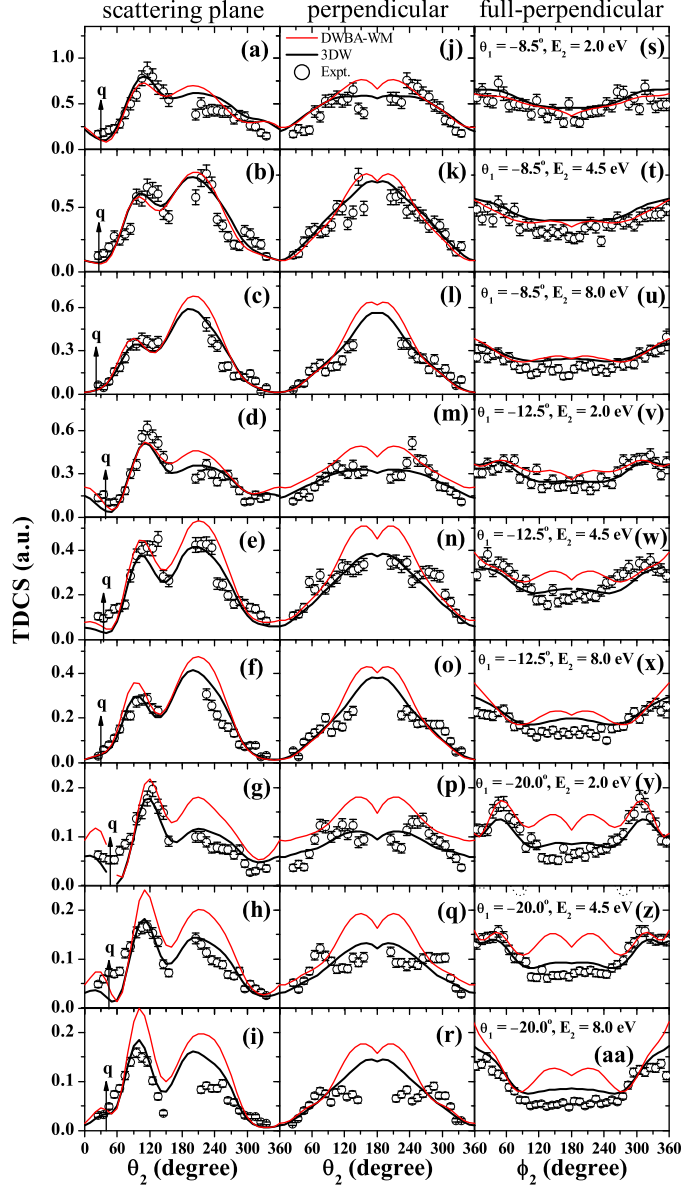 scattering plane perpendicular full-perpendicular
1.0 (a) DWBA-WM (j) θ1 = −8.5°, E2 = 2.0 eV (s)
3DW
q Expt.
0.5
0.0
(b) (k) θ1 = −8.5°, E2 = 4.5 eV (t)
0.5
q
0.0
0.6 (c) (l) θ1 = −8.5°, E2 = 8.0 eV (u)
0.3
q
0.0
0.6 (d) (m) θ1 = −12.5°, E2 = 2.0 eV (v)
0.3
q
0.0
(e) (n) θ1 = −12.5°, E2 = 4.5 eV (w)
0.4
0.2
q
0.0
(f) (o) θ1 = −12.5°, E2 = 8.0 eV (x)
0.4
0.2
q
0.0
(g) (p) θ1 = −20.0°, E2 = 2.0 eV (y)
0.2
0.1
q
0.0
(h) (q) θ1 = −20.0°, E2 = 4.5 eV (z)
0.2
0.1
q
0.0
(i) (r) θ1 = −20.0°, E2 = 8.0 eV
(aa)
0.2
0.1
q
0.0
0 60 120 180 240 300 360 60 120 180 240 300 360 60 120 180 240 300 360
θ2 (degree) θ2 (degree) ϕ2 (degree)
TDCS (a.u.)